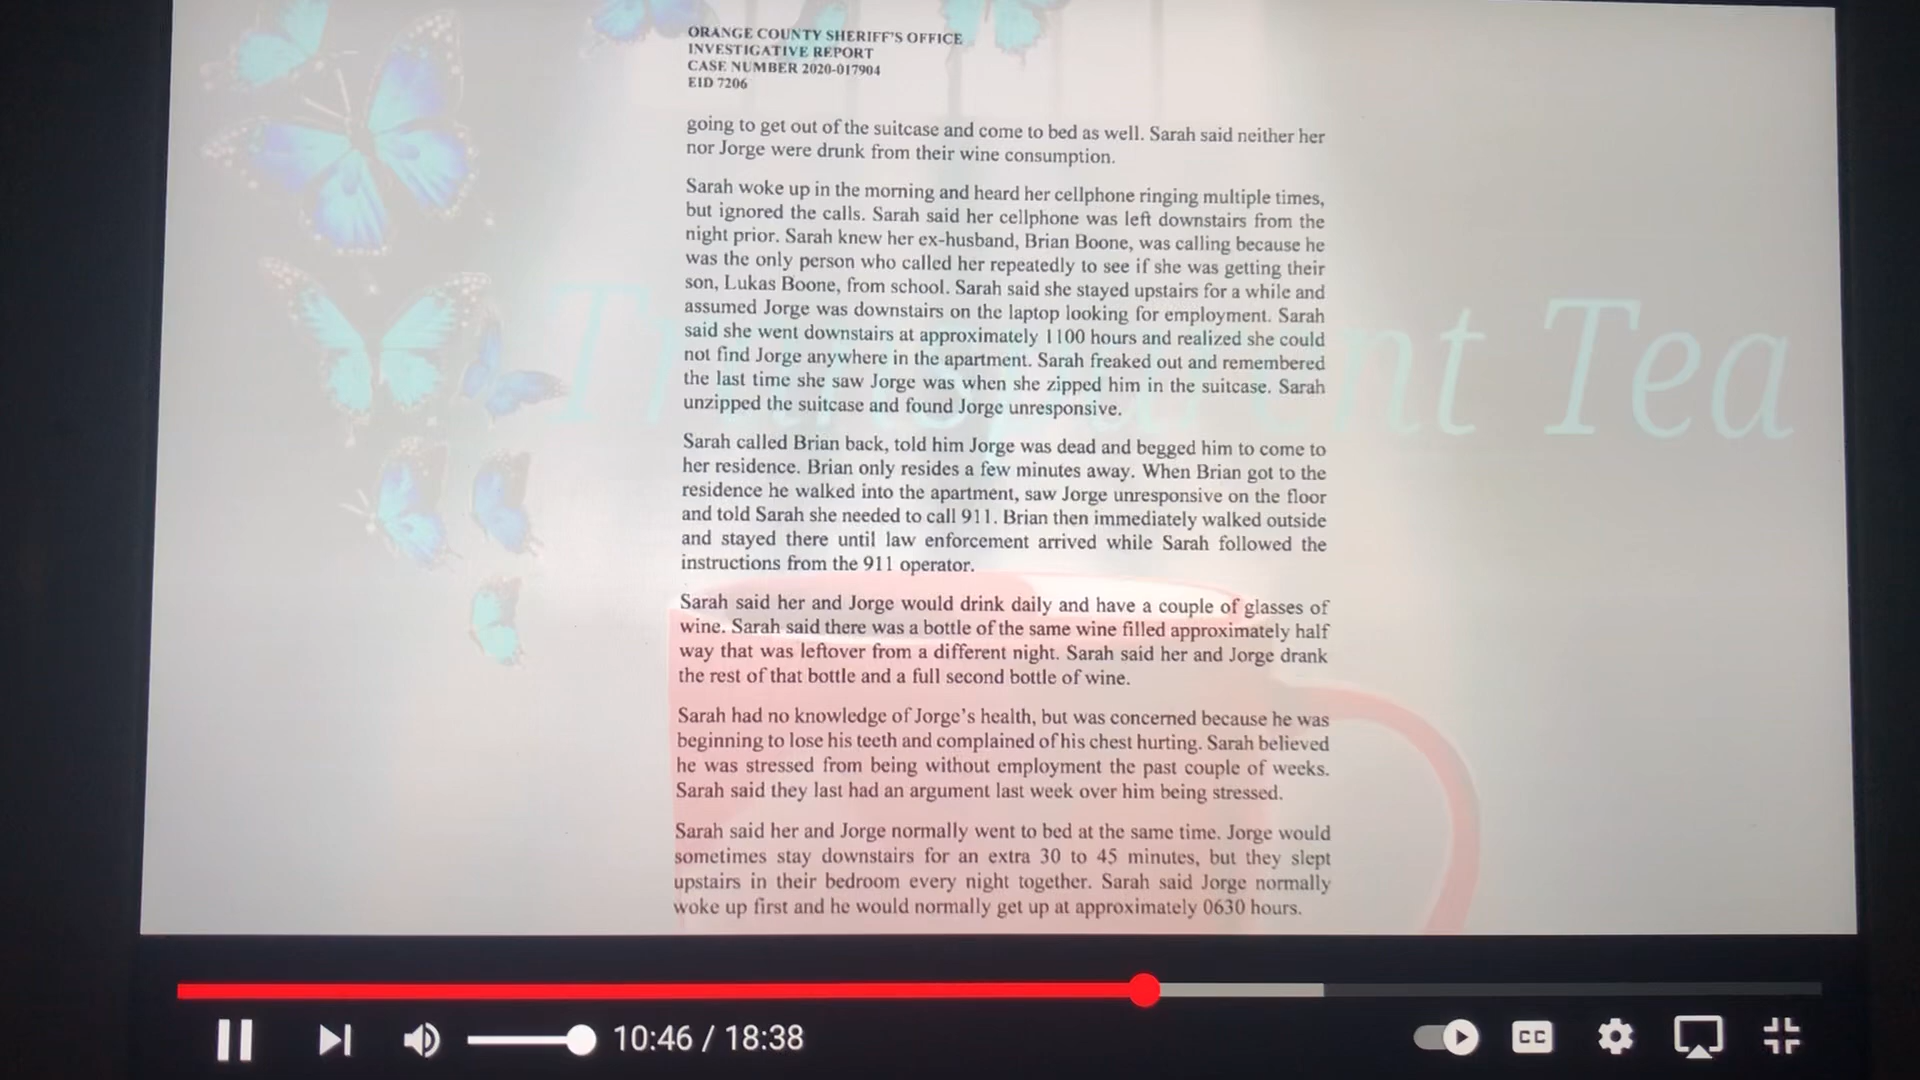 ORANGE COUNTY SHERIFF'S OFFICE
INVESTIGATIVE REPORT
CASE NUMBER 2020-017904
EID 7206
going to get out of the suitcase and come to bed as well. Sarah said neither her
nor Jorge were drunk from their wine consumption.
Sarah woke up in the morning and heard her cellphone ringing multiple times,
but ignored the calls. Sarah said her cellphone was left downstairs from the
night prior. Sarah knew her ex-husband, Brian Boone, was calling because he
was the only person who called her repeatedly to see if she was getting their
son, Lukas Boone, from school. Sarah said she stayed upstairs for a while and
assumed Jorge was downstairs on the laptop looking for employment. Sarah
said she went downstairs at approximately 1100 hours and realized she could
not find Jorge anywhere in the apartment. Sarah freaked out and remembered
the last time she saw Jorge was when she zipped him in the suitcase. Sarah
unzipped the suitcase and found Jorge unresponsive.
Sarah called Brian back, told him Jorge was dead and begged him to come to
her residence. Brian only resides a few minutes away. When Brian got to the
residence he walked into the apartment, saw Jorge unresponsive on the floor
and told Sarah she needed to call 911. Brian then immediately walked outside
and stayed there until law enforcement arrived while Sarah followed the
instructions from the 911 operator.
Sarah said her and Jorge would drink daily and have a couple of glasses of
wine. Sarah said there was a bottle of the same wine filled approximately half
way that was leftover from a different night. Sarah said her and Jorge drank
the rest of that bottle and a full second bottle of wine.
Sarah had no knowledge of Jorge's health, but was concerned because he was
beginning to lose his teeth and complained of his chest hurting. Sarah believed
he was stressed from being without employment the past couple of weeks.
Sarah said they last had an argument last week over him being stressed.
Sarah said her and Jorge normally went to bed at the same time. Jorge would
sometimes stay downstairs for an extra 30 to 45 minutes, but they slept
upstairs in their bedroom every night together. Sarah said Jorge normally
woke up first and he would normally get up at approximately 0630 hours.
Tea
10:46 / 18:38
CC